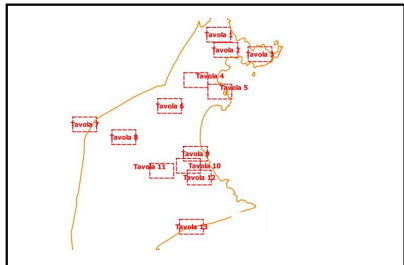 Tavola 1
Tavola 2
Tavola 3
Tavola 4
Tavola 5
Tavola 6
Tavola 7
Tavola 8
Tavola 9
Tavola 10
Tavola 11
Tavola 12
Tavola 13